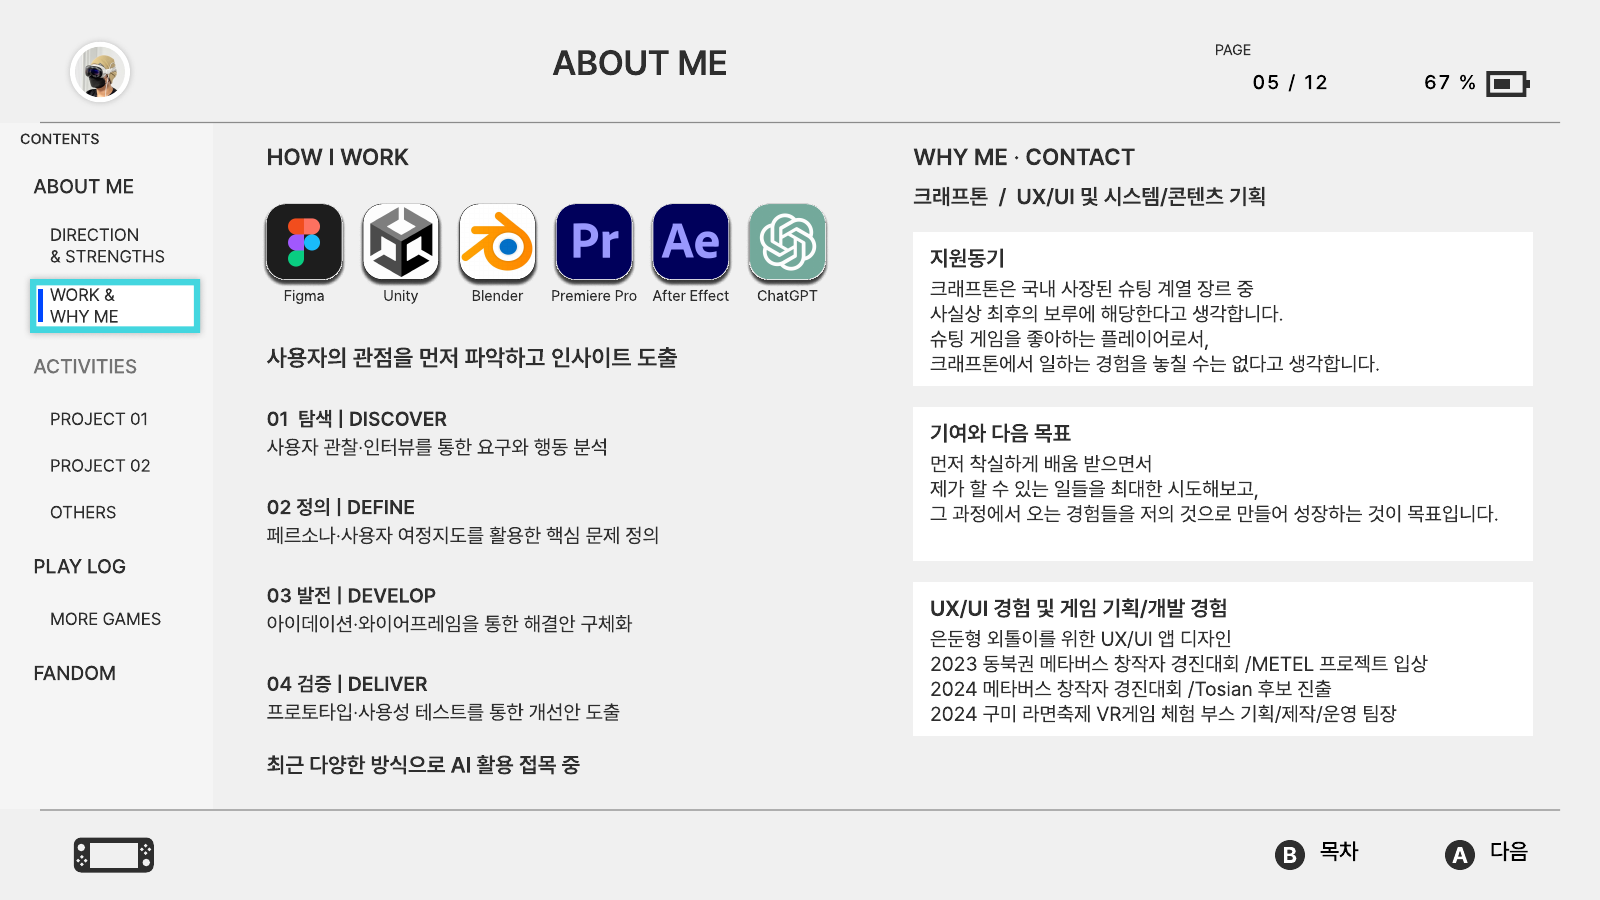 ABOUT ME
PAGE
05 / 12
67 %
CONTENTS
ABOUT ME
DIRECTION
& STRENGTHS
WORK &
WHY ME
ACTIVITIES
PROJECT 01
PROJECT 02
OTHERS
PLAY LOG
MORE GAMES
FANDOM
HOW I WORK
Pr
Ae
Figma
Unity
Blender
Premiere Pro
After Effect
ChatGPT
사용자의 관점을 먼저 파악하고 인사이트 도출
01 탐색 | DISCOVER
사용자 관찰·인터뷰를 통한 요구와 행동 분석
02 정의 | DEFINE
페르소나·사용자 여정지도를 활용한 핵심 문제 정의
03 발전 | DEVELOP
아이데이션·와이어프레임을 통한 해결안 구체화
04 검증 | DELIVER
프로토타입·사용성 테스트를 통한 개선안 도출
최근 다양한 방식으로 AI 활용 접목 중
WHY ME · CONTACT
크래프톤 / UX/UI 및 시스템/콘텐츠 기획
지원동기
크래프톤은 국내 사장된 슈팅 계열 장르 중
사실상 최후의 보루에 해당한다고 생각합니다.
슈팅 게임을 좋아하는 플레이어로서,
크래프톤에서 일하는 경험을 놓칠 수는 없다고 생각합니다.
기여와 다음 목표
먼저 착실하게 배움 받으면서
제가 할 수 있는 일들을 최대한 시도해보고,
그 과정에서 오는 경험들을 저의 것으로 만들어 성장하는 것이 목표입니다.
UX/UI 경험 및 게임 기획/개발 경험
은둔형 외톨이를 위한 UX/UI 앱 디자인
2023 동북권 메타버스 창작자 경진대회 /METEL 프로젝트 입상
2024 메타버스 창작자 경진대회 /Tosian 후보 진출
2024 구미 라면축제 VR게임 체험 부스 기획/제작/운영 팀장
B 목차
A 다음